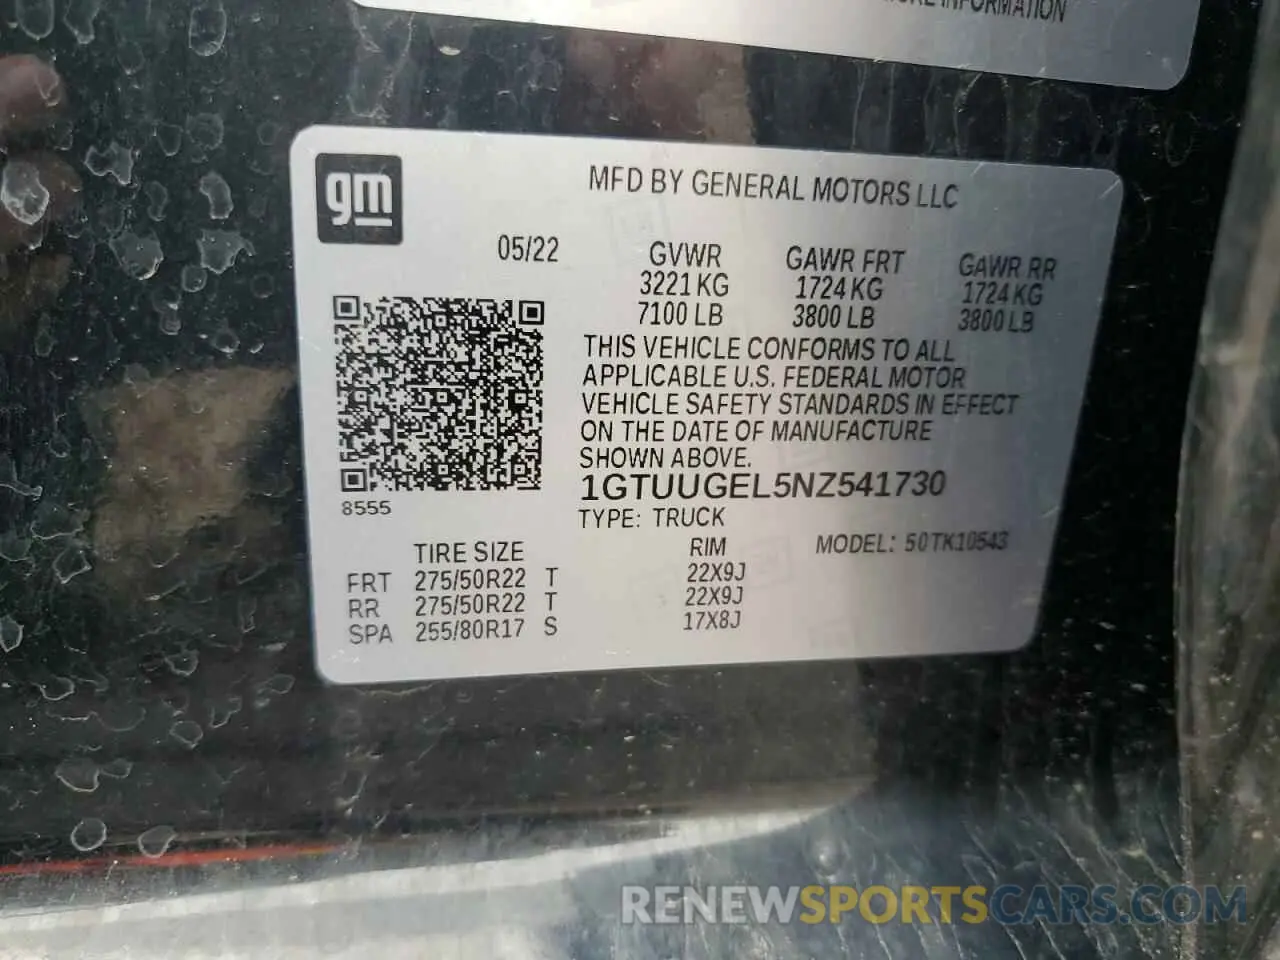 INFORMATION
gm
MFD BY GENERAL MOTORS LLC
05/22
GVWR GAWR FRT GAWR RR
3221 KG 1724 KG 1724 KG
7100 LB 3800 LB 3800 LB
THIS VEHICLE CONFORMS TO ALL
APPLICABLE U.S. FEDERAL MOTOR
VEHICLE SAFETY STANDARDS IN EFFECT
ON THE DATE OF MANUFACTURE
SHOWN ABOVE.
1GTUUGEL5NZ541730
8555
TYPE: TRUCK
TIRE SIZE RIM MODEL: 50TK10543
FRT 275/50R22 T 22X9J
RR 275/50R22 T 22X9J
SPA 255/80R17 S 17X8J
RENEWSPORTSCARS.COM